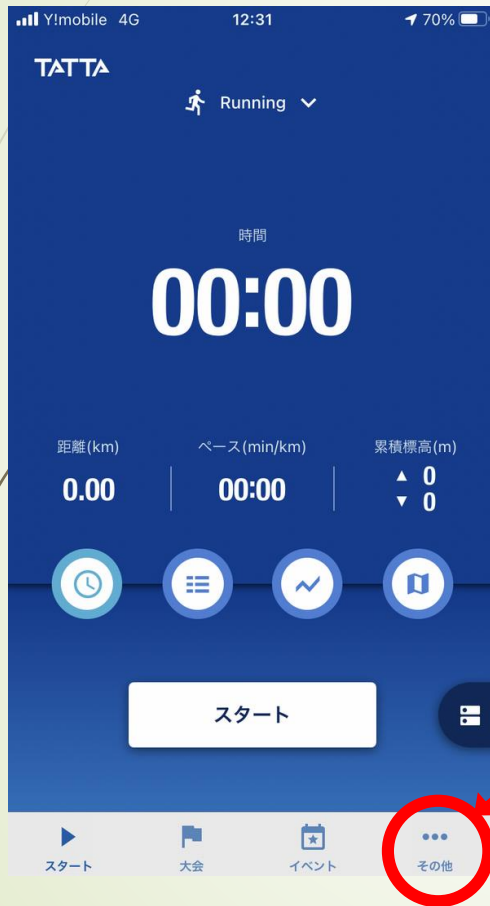 Y!mobile 4G 12:31 70%
TATTA
Running
時間
00:00
距離(km) ペース(min/km) 累積標高(m)
0.00 00:00 ▲ 0
▼ 0
スタート
スタート 大会 イベント その他